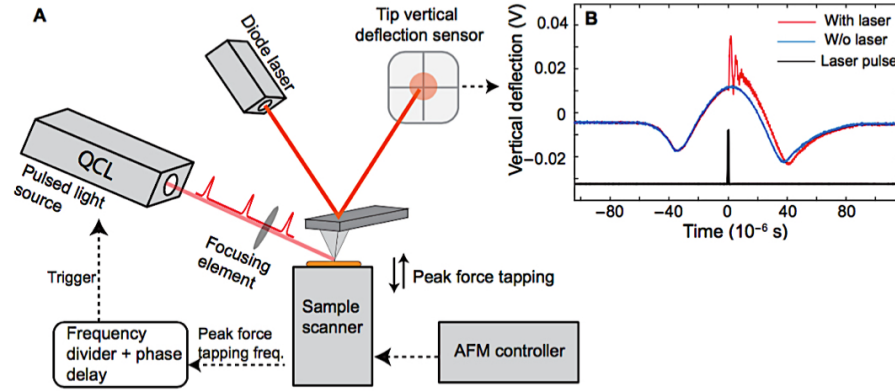 A
Diode laser
Tip vertical
deflection sensor
QCL
Pulsed light
source
Focusing
element
Trigger
Peak force tapping
Sample
scanner
Frequency
divider + phase
delay
Peak force
tapping freq.
AFM controller
B
With laser
W/o laser
Laser pulse
Vertical deflection (V)
0.04
0.02
0
−0.02
−80
−40
0
40
80
Time (10⁻⁶ s)